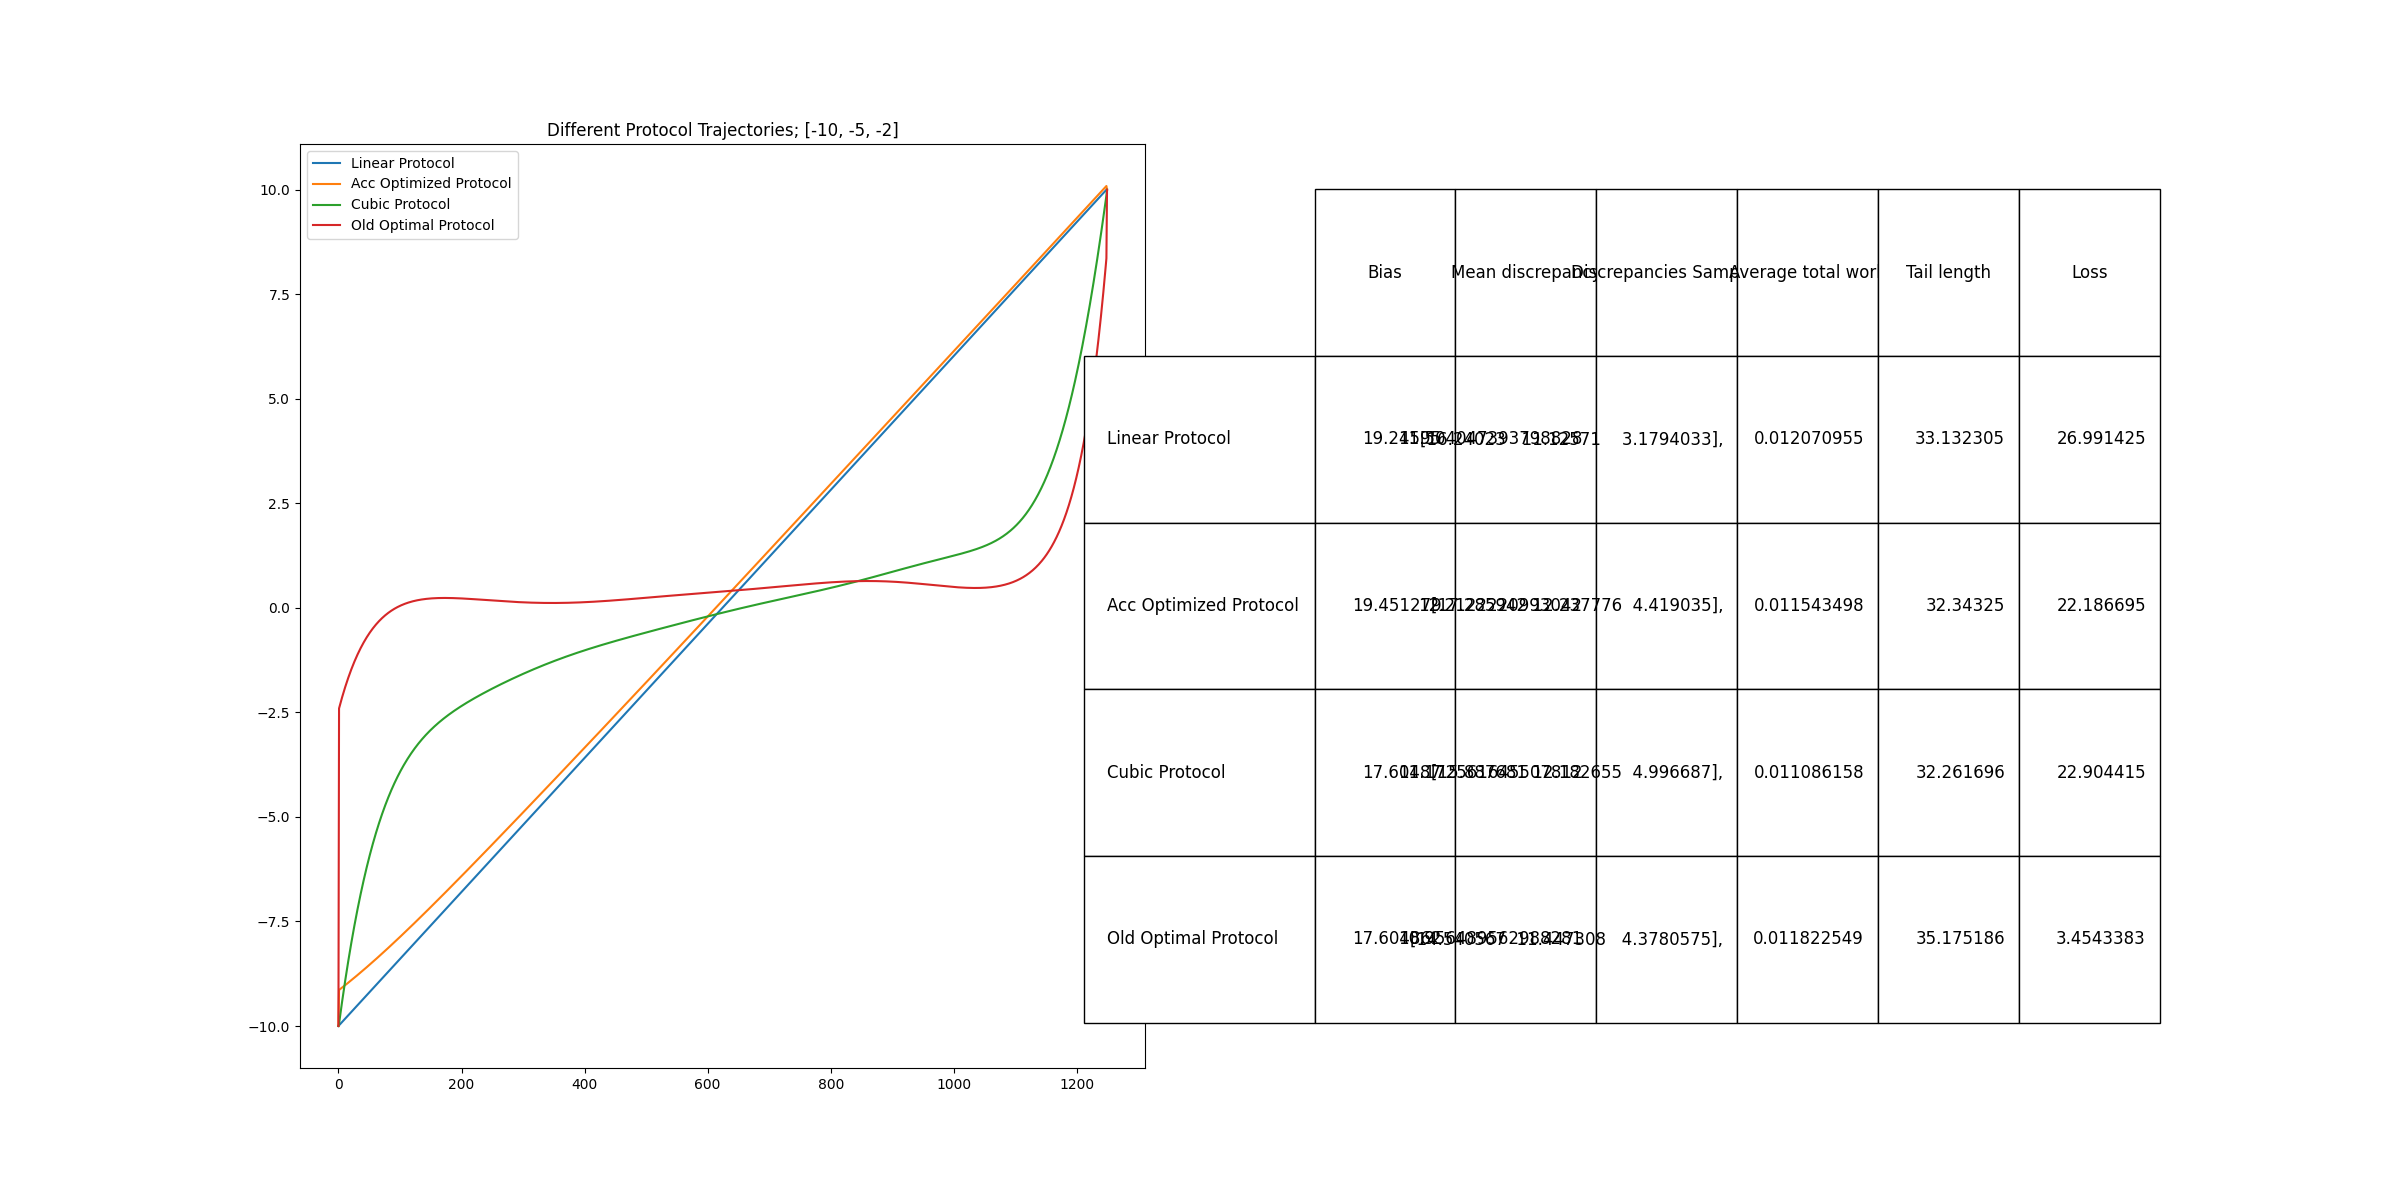 Different Protocol Trajectories; [-10, -5, -2]
Linear Protocol
Acc Optimized Protocol
Cubic Protocol
Old Optimal Protocol
10.0
7.5
5.0
2.5
0.0
−2.5
−5.0
−7.5
−10.0
0 200 400 600 800 1000 1200
Bias Mean Average total Tail length Loss
Linear Protocol 3.1794033], 0.012070955 33.132305 26.991425
Acc Optimized Protocol 4.419035], 0.011543498 32.34325 22.186695
Cubic Protocol 4.996687], 0.011086158 32.261696 22.904415
Old Optimal Protocol 4.3780575], 0.011822549 35.175186 3.4543383